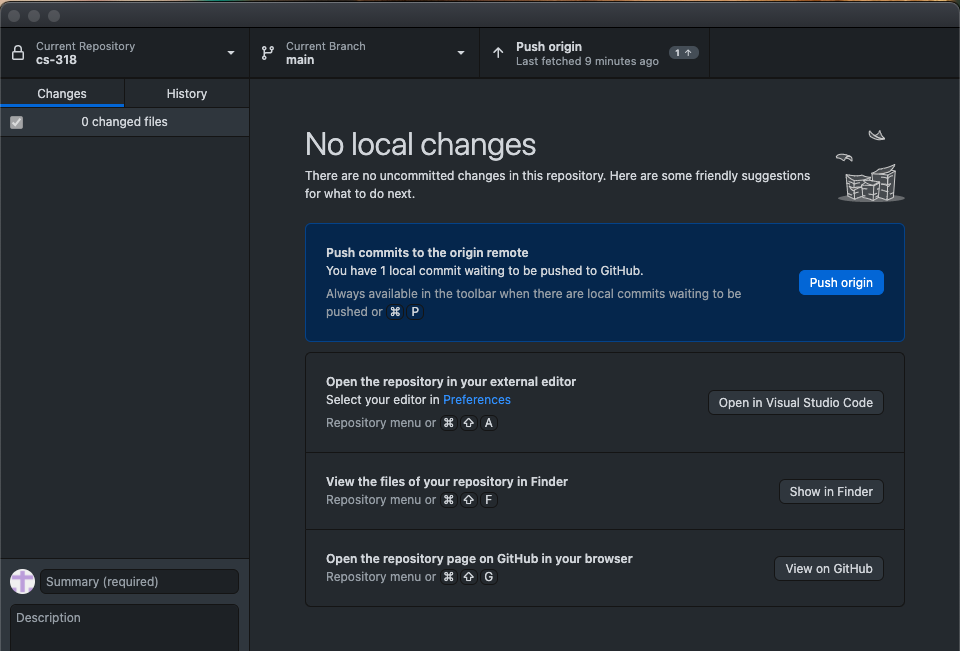 Current Repository
cs-318
Current Branch
main
Push origin
Last fetched 9 minutes ago
1 ↑
Changes
History
0 changed files
No local changes
There are no uncommitted changes in this repository. Here are some friendly suggestions
for what to do next.
Push commits to the origin remote
You have 1 local commit waiting to be pushed to GitHub.
Always available in the toolbar when there are local commits waiting to be
pushed or ⌘ P
Push origin
Open the repository in your external editor
Select your editor in Preferences
Repository menu or ⌘ ⇧ A
Open in Visual Studio Code
View the files of your repository in Finder
Repository menu or ⌘ ⇧ F
Show in Finder
Open the repository page on GitHub in your browser
Repository menu or ⌘ ⇧ G
View on GitHub
Summary (required)
Description